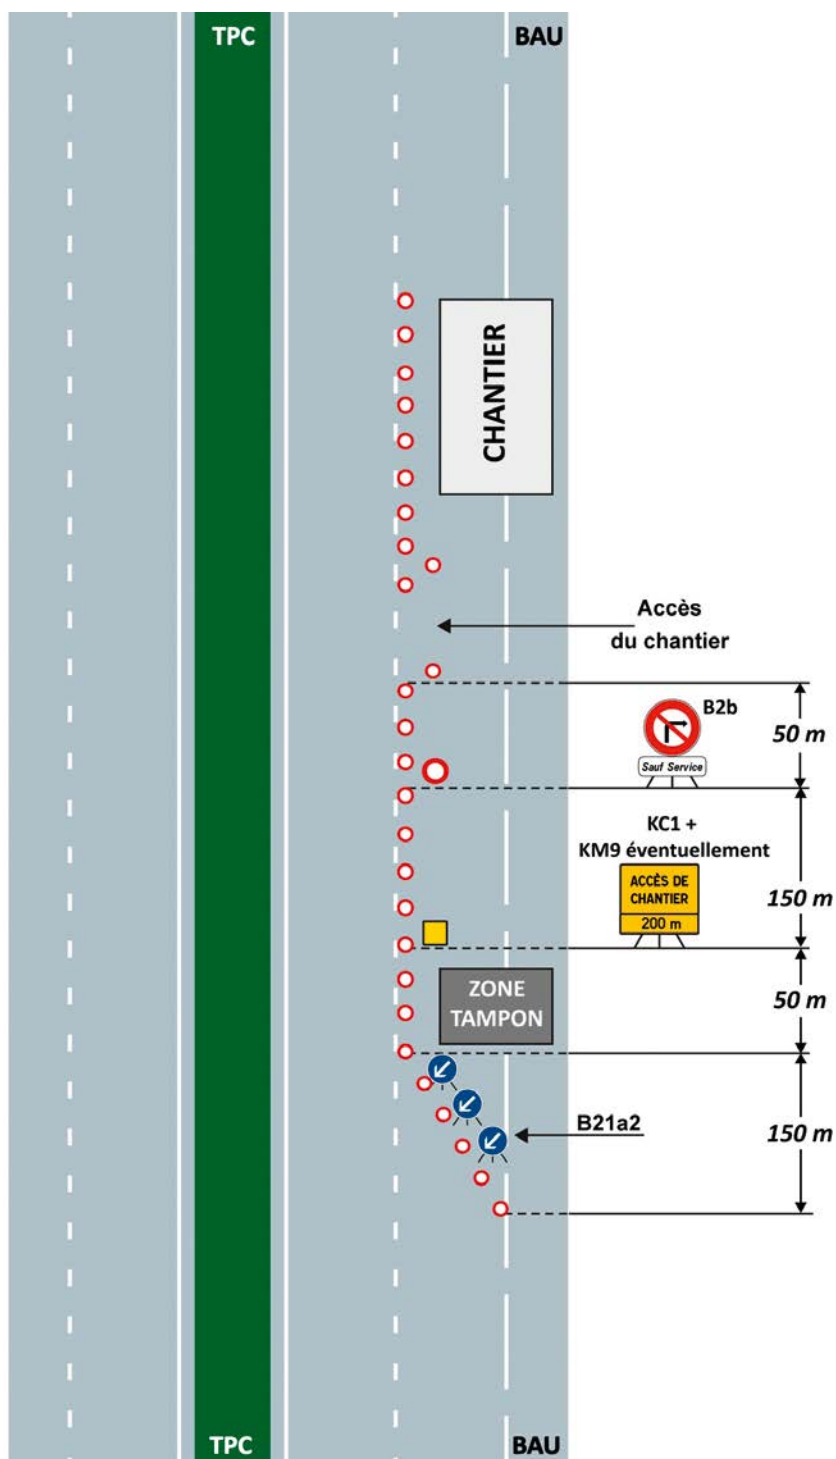 TPC
BAU
CHANTIER
Accès
du chantier
B2b
50 m
Sauf Service
KC1 +
KM9 éventuellement
ACCÈS DE
CHANTIER
200 m
150 m
ZONE
TAMPON
50 m
B21a2
150 m
TPC
BAU